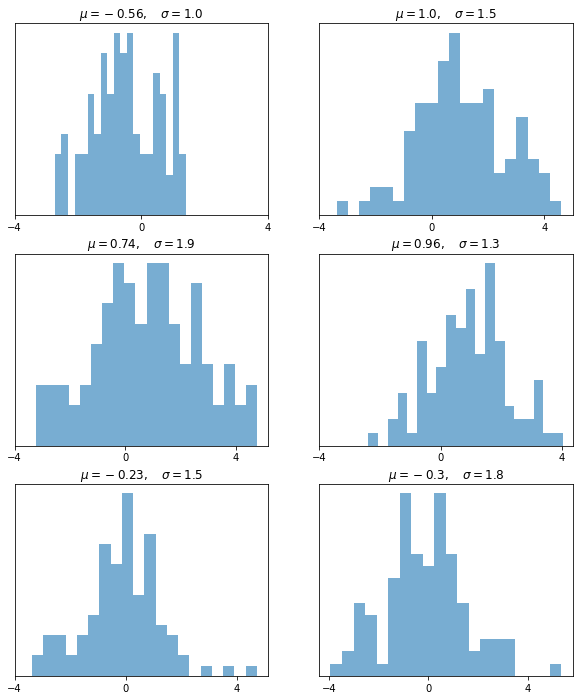 μ = −0.56, σ = 1.0
μ = 1.0, σ = 1.5
−4 0 4
−4 0 4
μ = 0.74, σ = 1.9
μ = 0.96, σ = 1.3
−4 0 4
−4 0 4
μ = −0.23, σ = 1.5
μ = −0.3, σ = 1.8
−4 0 4
−4 0 4